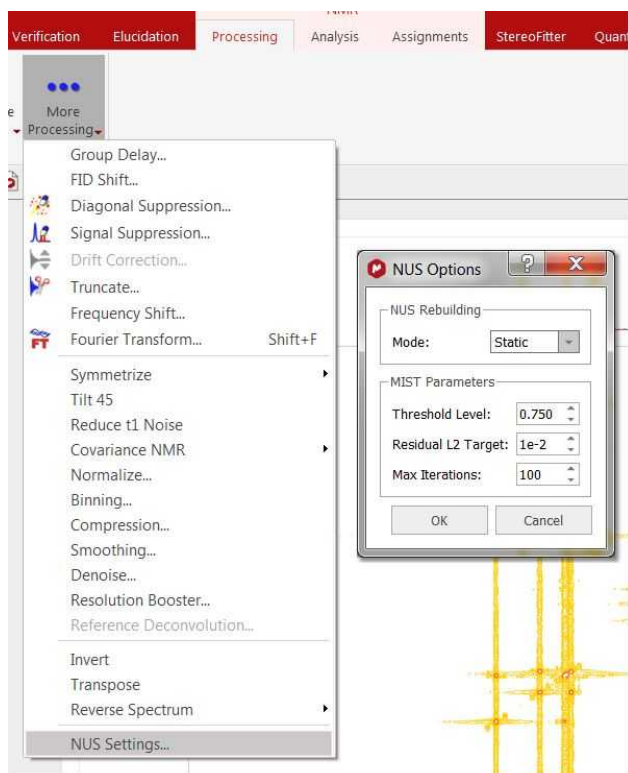 NMR
Verification Elucidation Processing Analysis Assignments StereoFitter Quant
e More
Processing
Group Delay...
FID Shift...
Diagonal Suppression...
Signal Suppression...
Drift Correction...
Truncate...
Frequency Shift...
FT Fourier Transform... Shift+F
Symmetrize
Tilt 45
Reduce t1 Noise
Covariance NMR
Normalize...
Binning...
Compression...
Smoothing...
Denoise...
Resolution Booster...
Reference Deconvolution...
Invert
Transpose
Reverse Spectrum
NUS Settings...
NUS Options ? X
NUS Rebuilding
Mode: Static
MIST Parameters
Threshold Level: 0.750
Residual L2 Target: 1e-2
Max Iterations: 100
OK Cancel